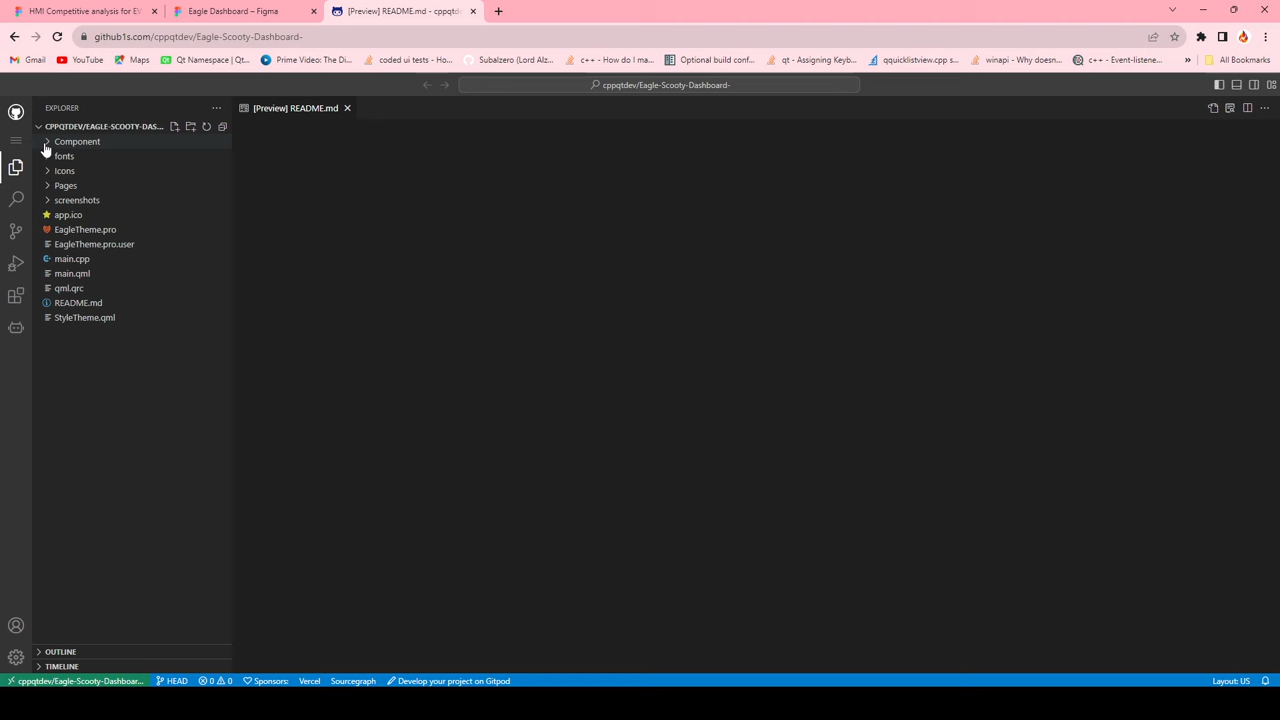 HMI Competitive analysis for EV
Eagle Dashboard – Figma
[Preview] README.md - cppqtd
github1s.com/cppqtdev/Eagle-Scooty-Dashboard-
Gmail
YouTube
Maps
Qt Namespace | Qt...
Prime Video: The Di...
coded ui tests - Ho...
Subalzero (Lord Alz...
c++ - How do I ma...
Optional build conf...
qt - Assigning Keyb...
qquicklistview.cpp s...
winapi - Why doesn...
c++ - Event-listene...
»
All Bookmarks
cppqtdev/Eagle-Scooty-Dashboard-
EXPLORER
[Preview] README.md
CPPQTDEV/EAGLE-SCOOTY-DAS...
Component
fonts
Icons
Pages
screenshots
app.ico
EagleTheme.pro
EagleTheme.pro.user
main.cpp
main.qml
qml.qrc
README.md
StyleTheme.qml
OUTLINE
TIMELINE
cppqtdev/Eagle-Scooty-Dashboar...
HEAD
0 0
Sponsors:
Vercel
Sourcegraph
Develop your project on Gitpod
Layout: US